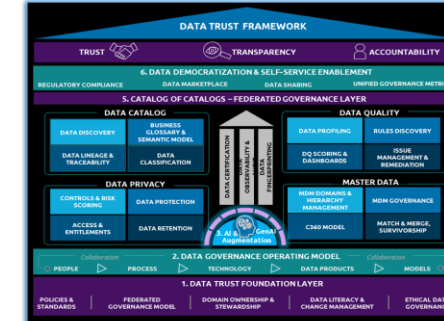 DATA TRUST FRAMEWORK
TRUST
TRANSPARENCY
ACCOUNTABILITY
6. DATA DEMOCRATIZATION & SELF-SERVICE ENABLEMENT
REGULATORY COMPLIANCE
DATA MARKETPLACE
DATA SHARING
UNIFIED GOVERNANCE METRI
5. CATALOG OF CATALOGS – FEDERATED GOVERNANCE LAYER
DATA CATALOG
DATA DISCOVERY
BUSINESS
GLOSSARY &
SEMANTIC MODEL
DATA LINEAGE &
TRACEABILITY
DATA
CLASSIFICATION
DATA QUALITY
DATA PROFILING
RULES DISCOVERY
DQ SCORING &
DASHBOARDS
ISSUE
MANAGEMENT &
REMEDIATION
DATA CERTIFICATION
DATA
OBSERVABILITY &
DATA
FINGERPRINTING
DATA PRIVACY
CONTROLS & RISK
SCORING
DATA PROTECTION
ACCESS &
ENTITLEMENTS
DATA RETENTION
MASTER DATA
MDM DOMAINS &
HIERARCHY
MANAGEMENT
MDM GOVERNANCE
C360 MODEL
MATCH & MERGE,
SURVIVORSHIP
3. AI &
GenAI
Augmentation
2. DATA GOVERNANCE OPERATING MODEL
Collaboration
Collaboration
PEOPLE
PROCESS
TECHNOLOGY
DATA PRODUCTS
MODELS
1. DATA TRUST FOUNDATION LAYER
POLICIES &
STANDARDS
FEDERATED
GOVERNANCE MODEL
DOMAIN OWNERSHIP &
STEWARDSHIP
DATA LITERACY &
CHANGE MANAGEMENT
ETHICAL DAT
GOVERNANC